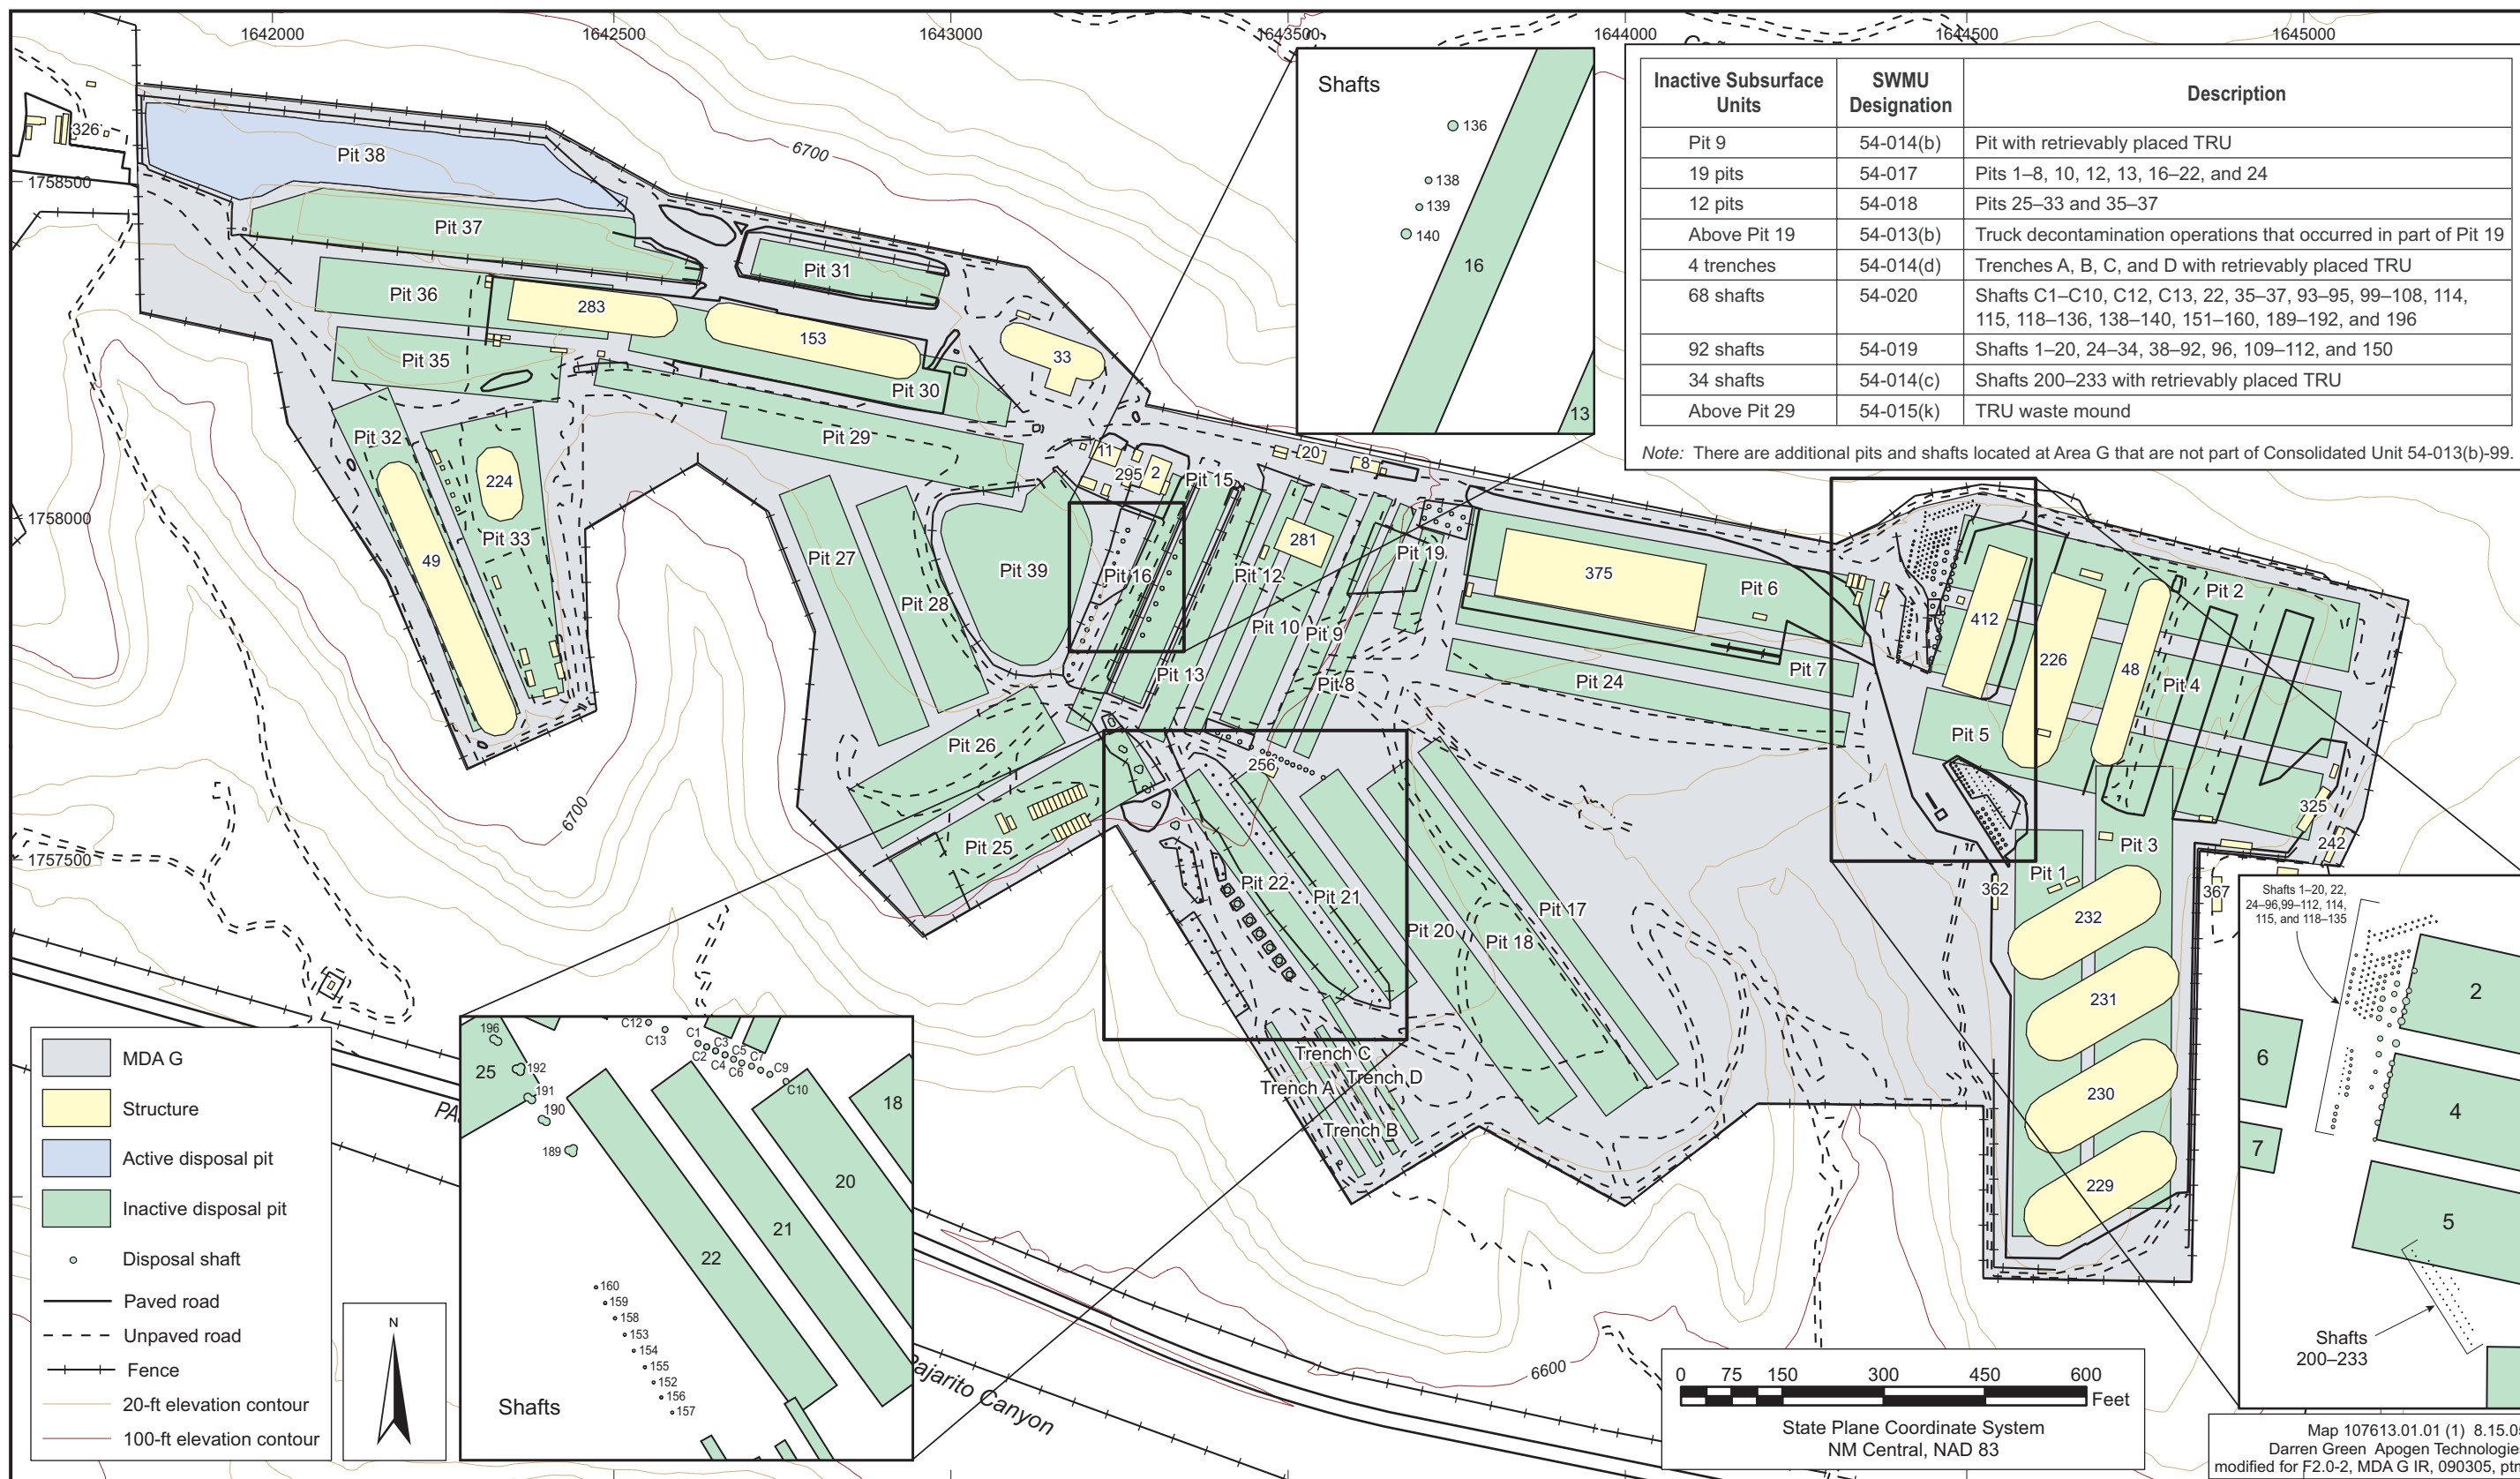 1642000
1642500
1643000
1643500
1644000
1644500
1645000
1758500
1758000
1757500
326
6700
6700
6600
Pit 38
Pit 37
Pit 36
Pit 35
Pit 31
283
153
33
Pit 30
Pit 29
Pit 32
224
Pit 33
49
11
295
2
20
8
Pit 15
Pit 27
Pit 28
Pit 39
Pit 16
Pit 12
281
Pit 19
Pit 10
Pit 9
Pit 13
Pit 8
375
Pit 6
Pit 7
Pit 24
412
226
48
Pit 2
Pit 4
Pit 5
Pit 26
Pit 25
256
Pit 22
Pit 21
Pit 20
Pit 18
Pit 17
Trench C
Trench A
Trench D
Trench B
Pit 3
Pit 1
362
367
325
242
232
231
230
229
Pajarito Canyon
Shafts
136
138
139
140
16
13
Inactive Subsurface Units
SWMU Designation
Description
Pit 9 54-014(b) Pit with retrievably placed TRU
19 pits 54-017 Pits 1–8, 10, 12, 13, 16–22, and 24
12 pits 54-018 Pits 25–33 and 35–37
Above Pit 19 54-013(b) Truck decontamination operations that occurred in part of Pit 19
4 trenches 54-014(d) Trenches A, B, C, and D with retrievably placed TRU
68 shafts 54-020 Shafts C1–C10, C12, C13, 22, 35–37, 93–95, 99–108, 114,
115, 118–136, 138–140, 151–160, 189–192, and 196
92 shafts 54-019 Shafts 1–20, 24–34, 38–92, 96, 109–112, and 150
34 shafts 54-014(c) Shafts 200–233 with retrievably placed TRU
Above Pit 29 54-015(k) TRU waste mound
Note: There are additional pits and shafts located at Area G that are not part of Consolidated Unit 54-013(b)-99.
MDA G
Structure
Active disposal pit
Inactive disposal pit
Disposal shaft
Paved road
Unpaved road
Fence
20-ft elevation contour
100-ft elevation contour
N
196
C12
C13
C1
C2
C3
C4
C5
C6
C7
C9
C10
25
192
191
190
189
18
20
21
22
160
159
158
153
154
155
152
156
157
Shafts
Shafts 1–20, 22,
24–96,99–112, 114,
115, and 118–135
2
6
4
7
5
Shafts
200–233
0 75 150 300 450 600
Feet
State Plane Coordinate System
NM Central, NAD 83
Map 107613.01.01 (1) 8.15.0
Darren Green Apogen Technologie
modified for F2.0-2, MDA G IR, 090305, pt